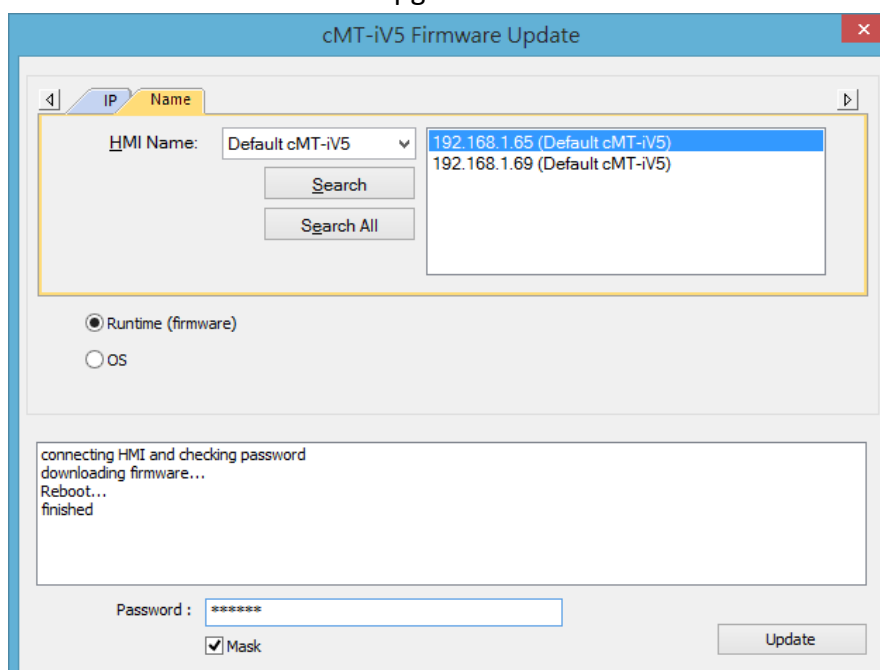 cMT-iV5 Firmware Update
IP Name
HMI Name: Default cMT-iV5
192.168.1.65 (Default cMT-iV5)
192.168.1.69 (Default cMT-iV5)
Search
Search All
Runtime (firmware)
OS
connecting HMI and checking password
downloading firmware...
Reboot...
finished
Password : ******
Mask
Update